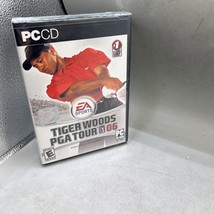 PC CD
EA
SPORTS
TIGER WOODS
PGA TOUR 06
E